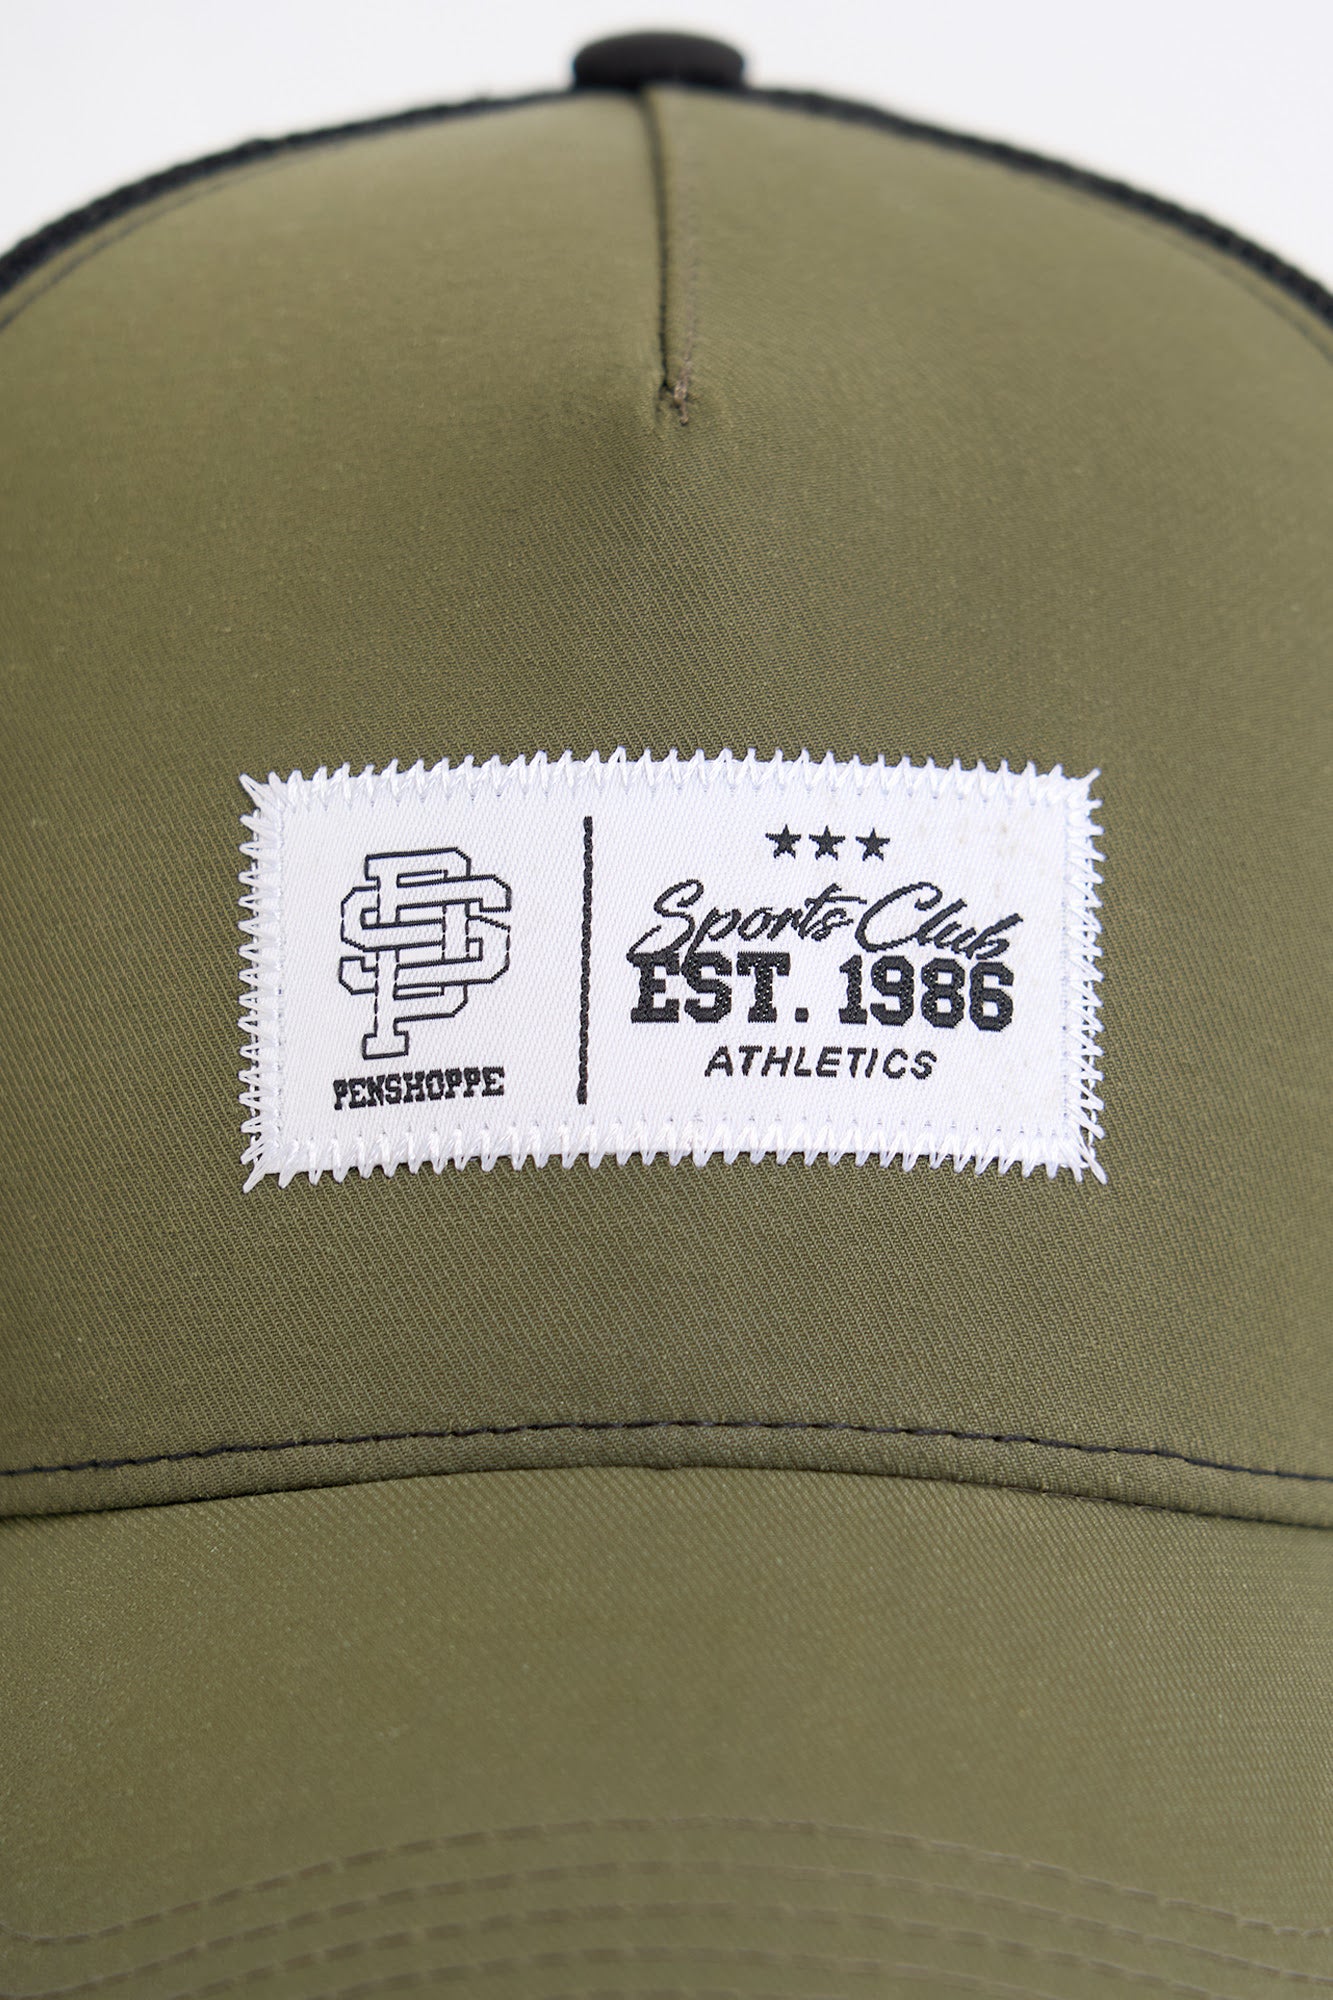 PENSHOPPE
Sports Club
EST. 1986
ATHLETICS